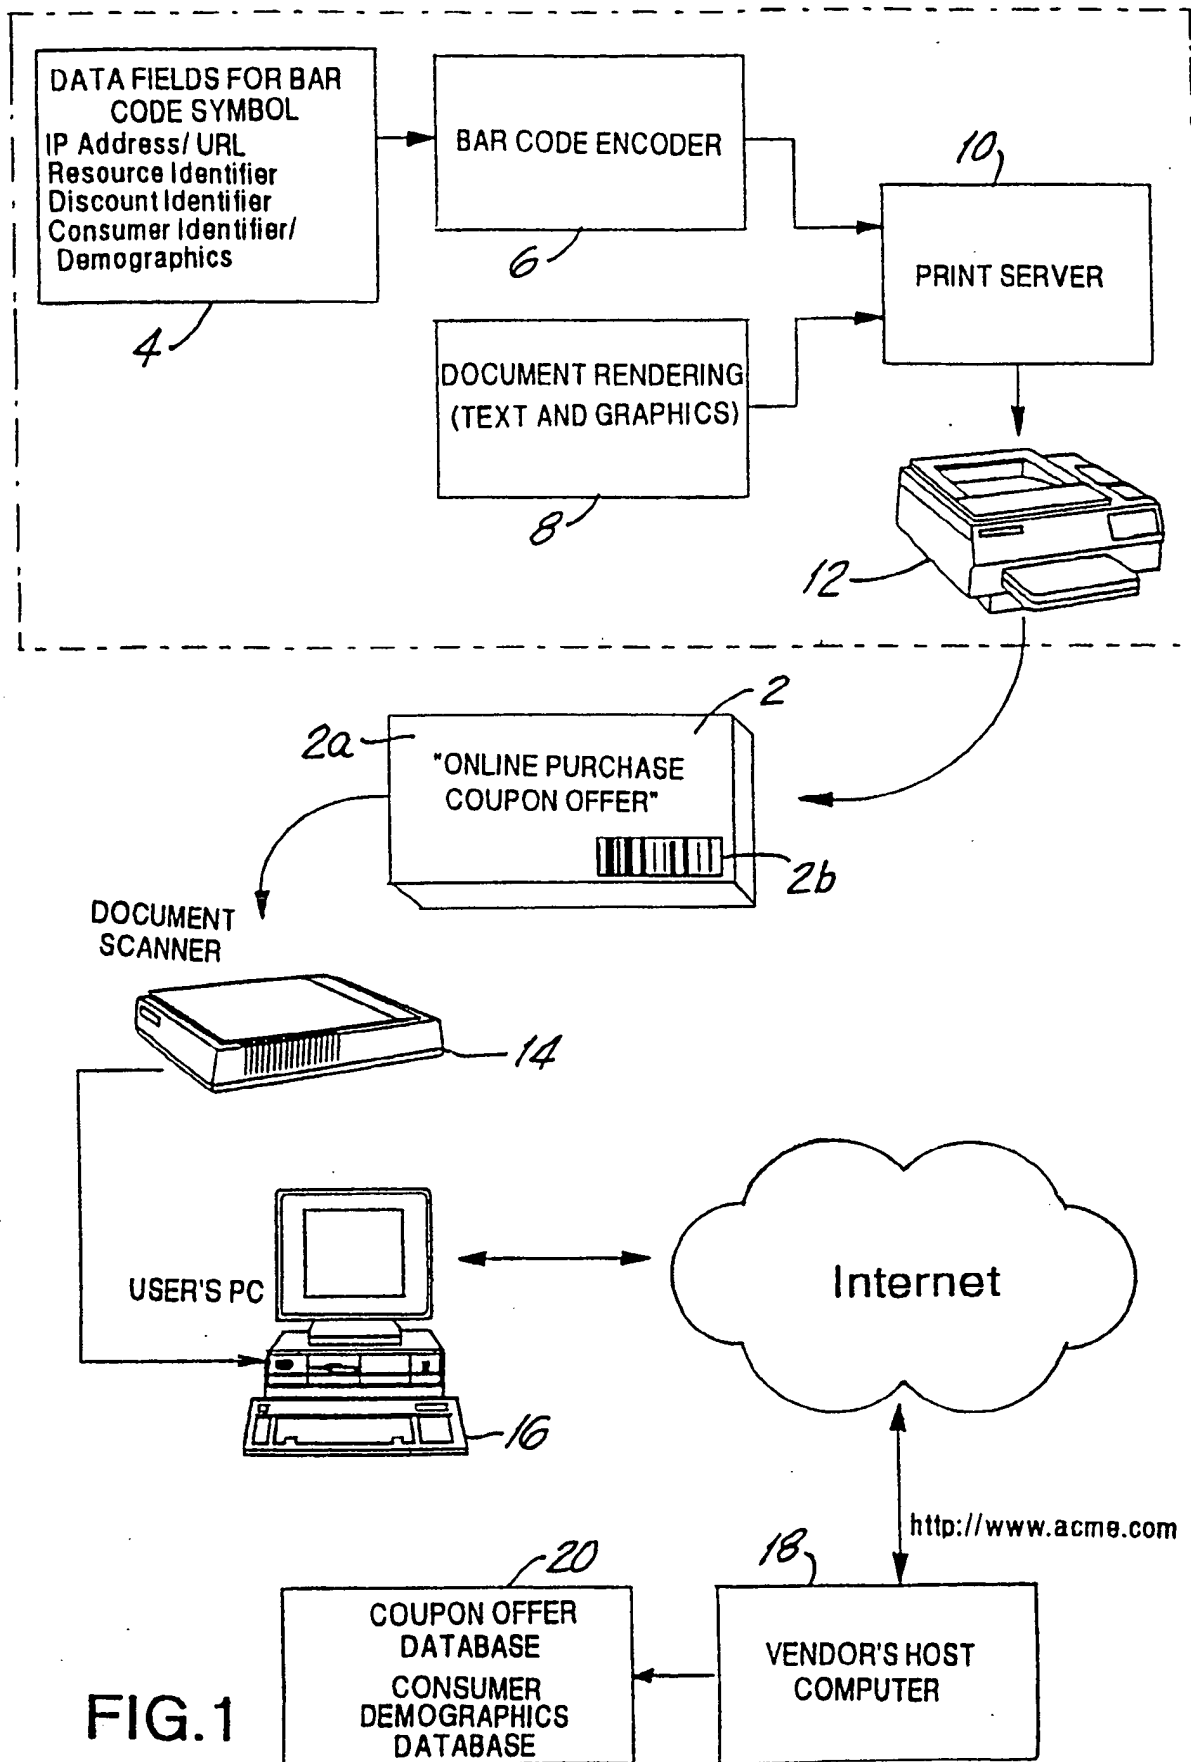 DATA FIELDS FOR BAR
CODE SYMBOL
IP Address/ URL
Resource Identifier
Discount Identifier
Consumer Identifier/
Demographics
4
BAR CODE ENCODER
6
DOCUMENT RENDERING
(TEXT AND GRAPHICS)
8
10
PRINT SERVER
12
2
2a
"ONLINE PURCHASE
COUPON OFFER"
2b
DOCUMENT
SCANNER
14
USER'S PC
16
Internet
http://www.acme.com
18
VENDOR'S HOST
COMPUTER
20
COUPON OFFER
DATABASE
CONSUMER
DEMOGRAPHICS
DATABASE
FIG.1